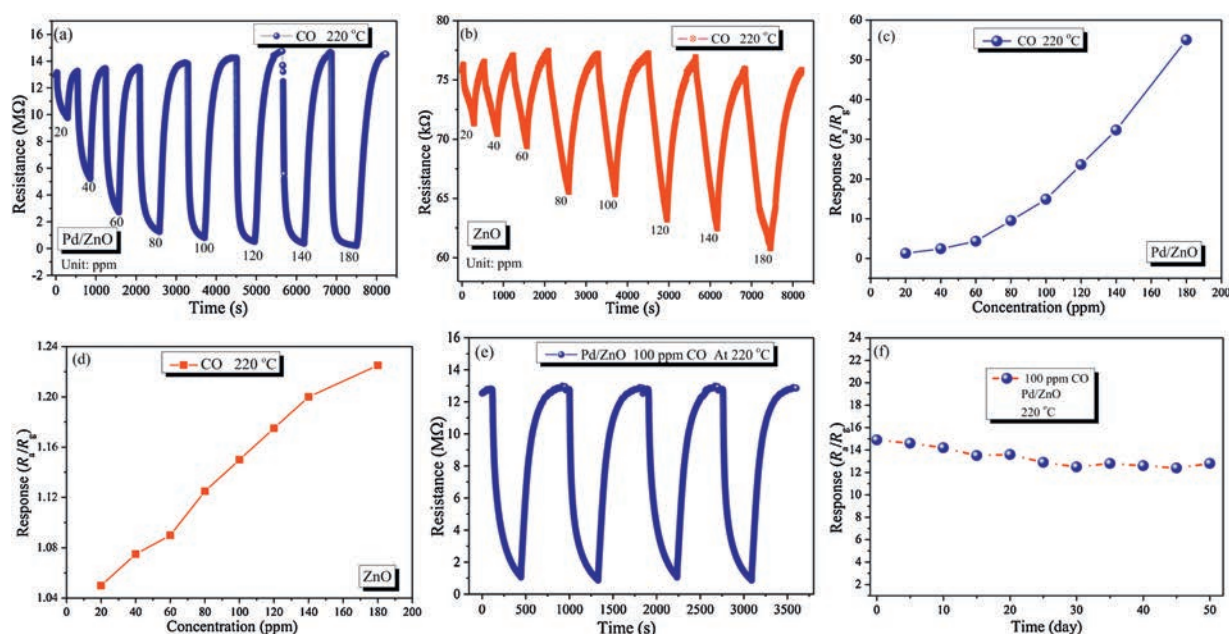 (a)
CO 220 °C
Resistance (MΩ)
16
14
12
10
8
6
4
2
0
-2
20
40
60
80
100
120
140
180
Pd/ZnO
Unit: ppm
0 1000 2000 3000 4000 5000 6000 7000 8000
Time (s)
(b)
CO 220 °C
Resistance (kΩ)
80
75
70
65
60
20
40
60
80
100
120
140
180
ZnO
Unit: ppm
0 1000 2000 3000 4000 5000 6000 7000 8000
Time (s)
(c)
CO 220 °C
Response (Ra/Rg)
60
50
40
30
20
10
0
Pd/ZnO
0 20 40 60 80 100 120 140 160 180 200
Concentration (ppm)
(d)
CO 220 °C
Response (Ra/Rg)
1.24
1.20
1.16
1.12
1.08
1.04
ZnO
0 20 40 60 80 100 120 140 160 180 200
Concentration (ppm)
(e)
Pd/ZnO 100 ppm CO At 220 °C
Resistance (MΩ)
16
14
12
10
8
6
4
2
0
0 500 1000 1500 2000 2500 3000 3500
Time (s)
(f)
100 ppm CO
Pd/ZnO
220 °C
Response (Ra/Rg)
24
22
20
18
16
14
12
10
8
6
4
2
0 10 20 30 40 50
Time (day)